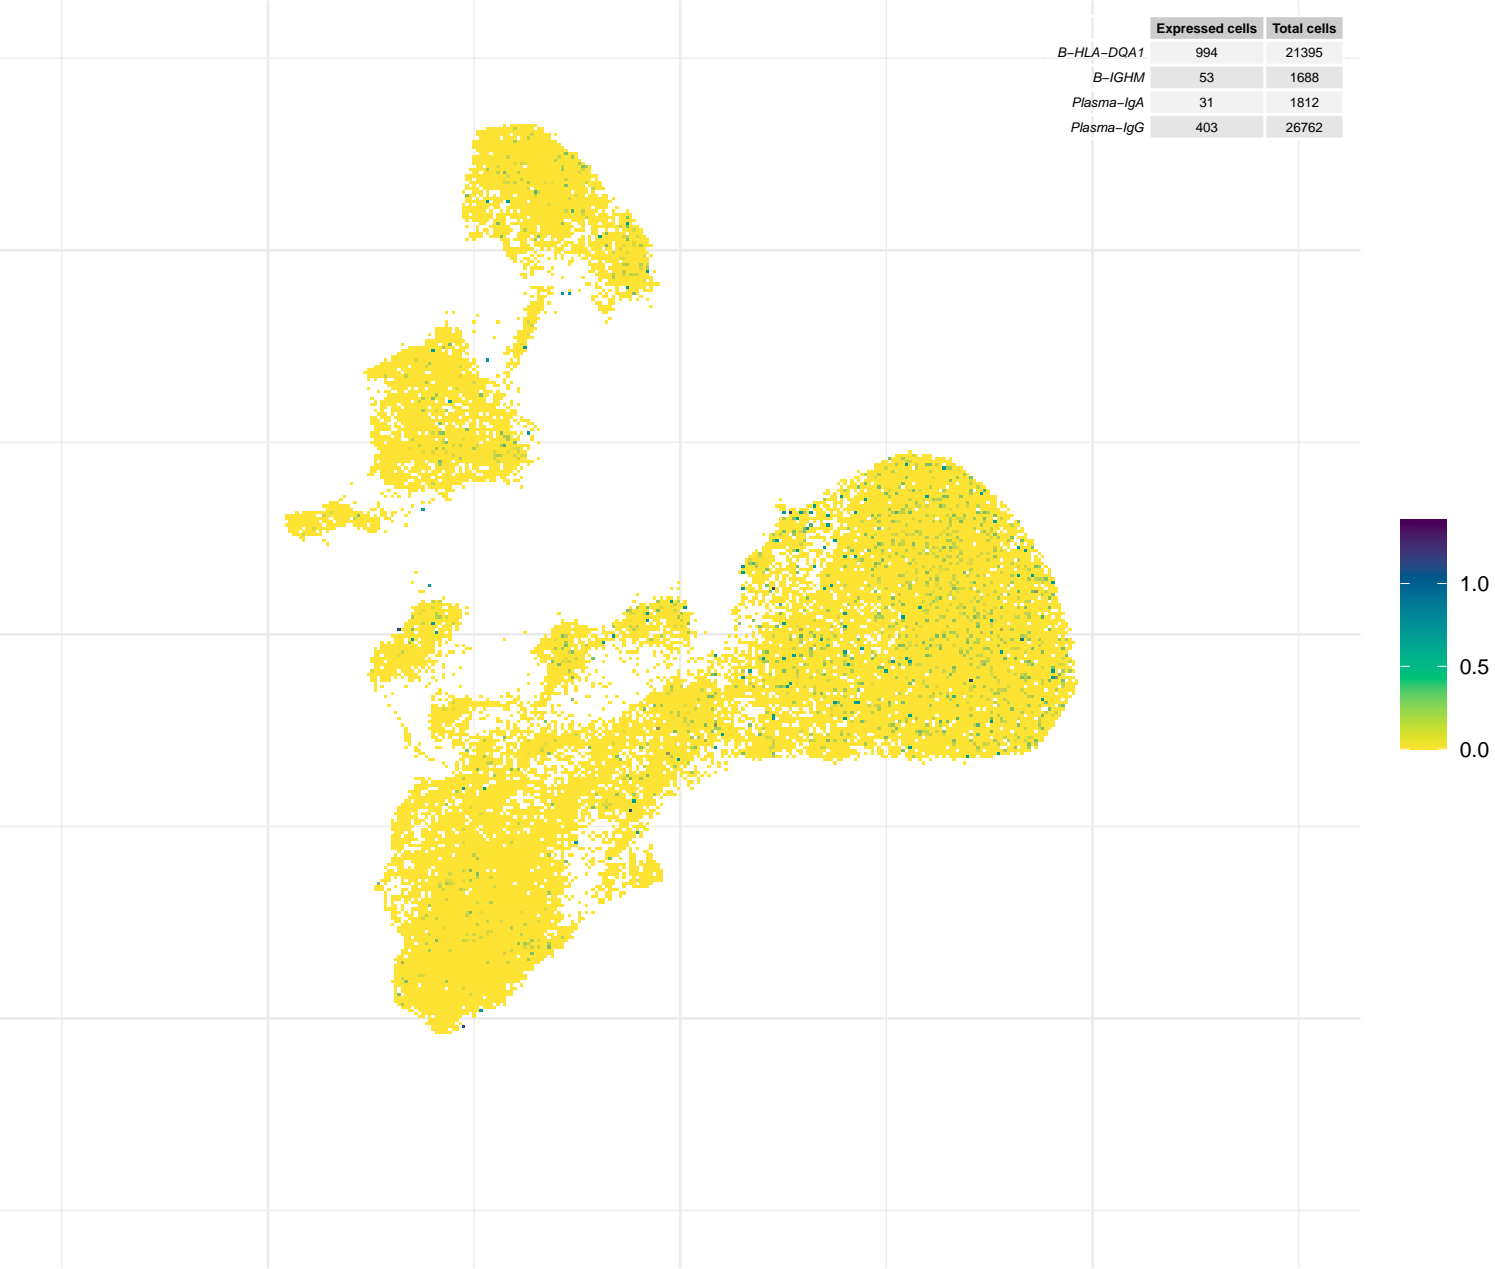 Expressed cells Total cells
B−HLA−DQA1 994 21395
B−IGHM 53 1688
Plasma−IgA 31 1812
Plasma−IgG 403 26762
1.0
0.5
0.0